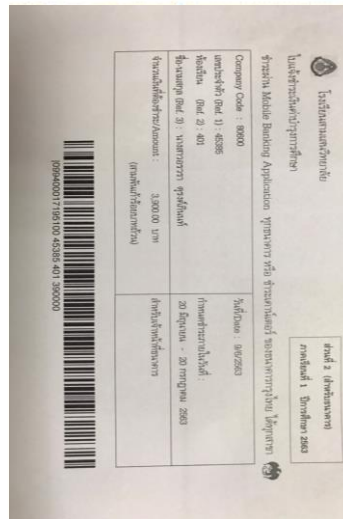 โรงเรียนสามเสนวิทยาลัย
ใบแจ้งชำระเงินค่าบำรุงการศึกษา
ส่วนที่ 2 (สำหรับธนาคาร)
ภาคเรียนที่ 1 ปีการศึกษา 2563
ชำระผ่าน Mobile Banking Application ทุกธนาคาร หรือ ชำระเคาน์เตอร์ ของธนาคารกรุงไทย ได้ทุกสาขา
Company Code : 80800
วันที่/Date : 9/6/2563
เลขประจำตัว (Ref. 1) : 45385
ห้องเรียน (Ref. 2) : 401
กำหนดชำระภายในวันที่ :
ชื่อ-นามสกุล (Ref. 3) :
20 มิถุนายน - 20 กรกฎาคม 2563
จำนวนเงินที่ต้องชำระ/Amount : 3,900.00 บาท
สำหรับเจ้าหน้าที่ธนาคาร
(สามพันเก้าร้อยบาทถ้วน)
|099400017195100 45385 401 390000